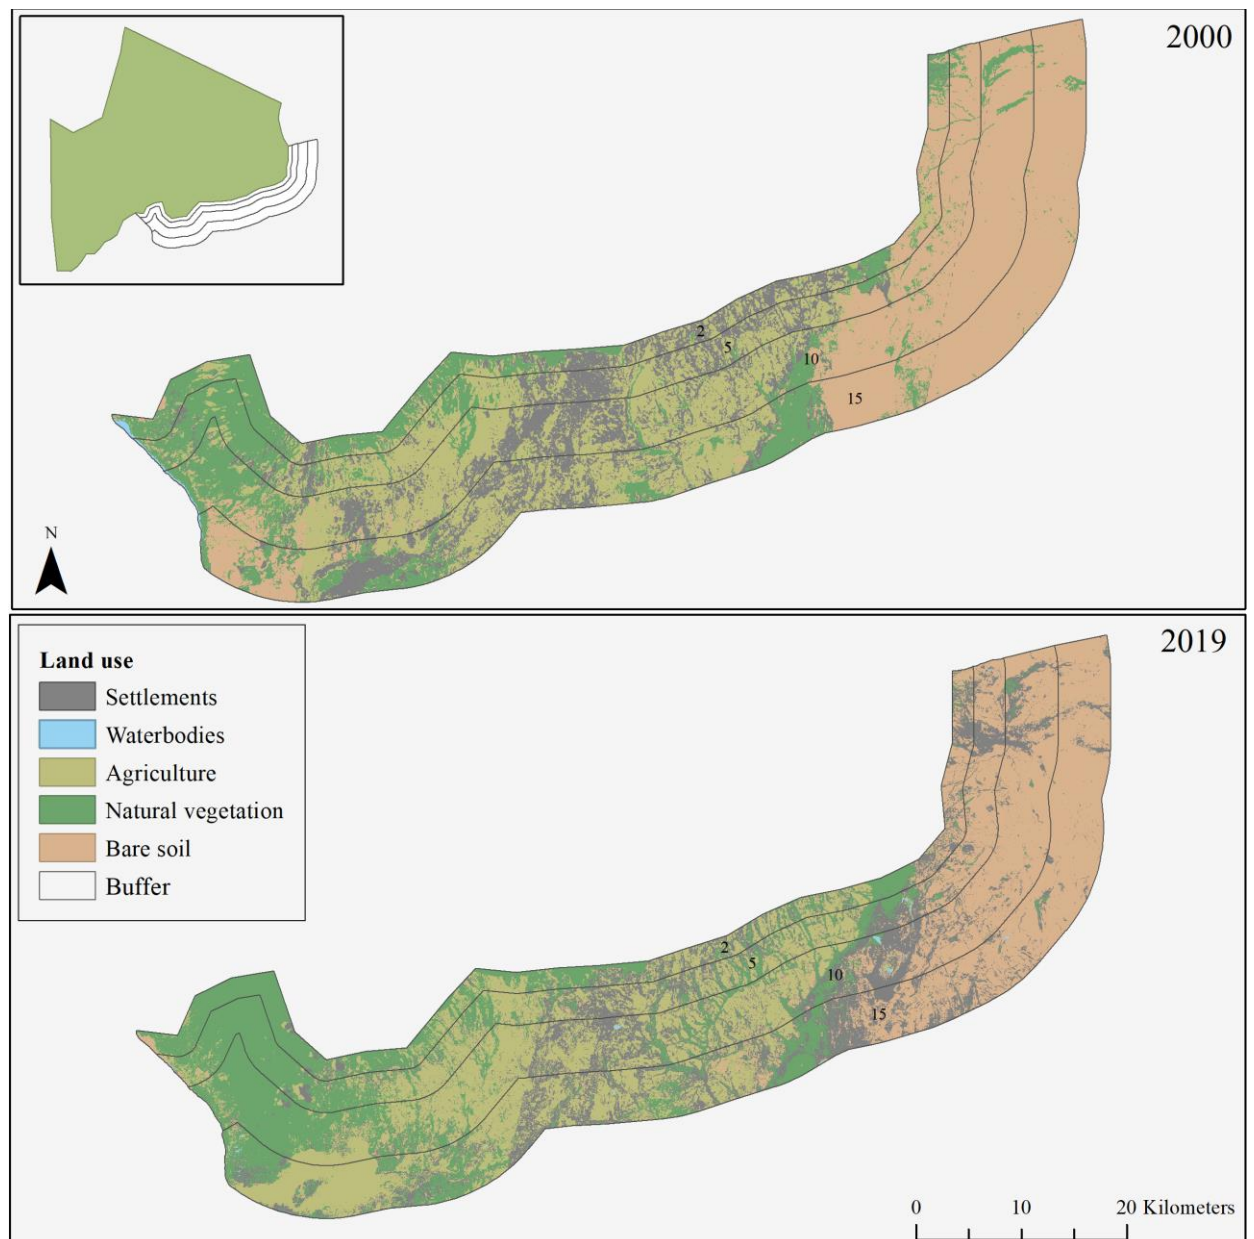 2000
2
5
10
15
N
2019
Land use
Settlements
Waterbodies
Agriculture
Natural vegetation
Bare soil
Buffer
2
5
10
15
0 10 20 Kilometers